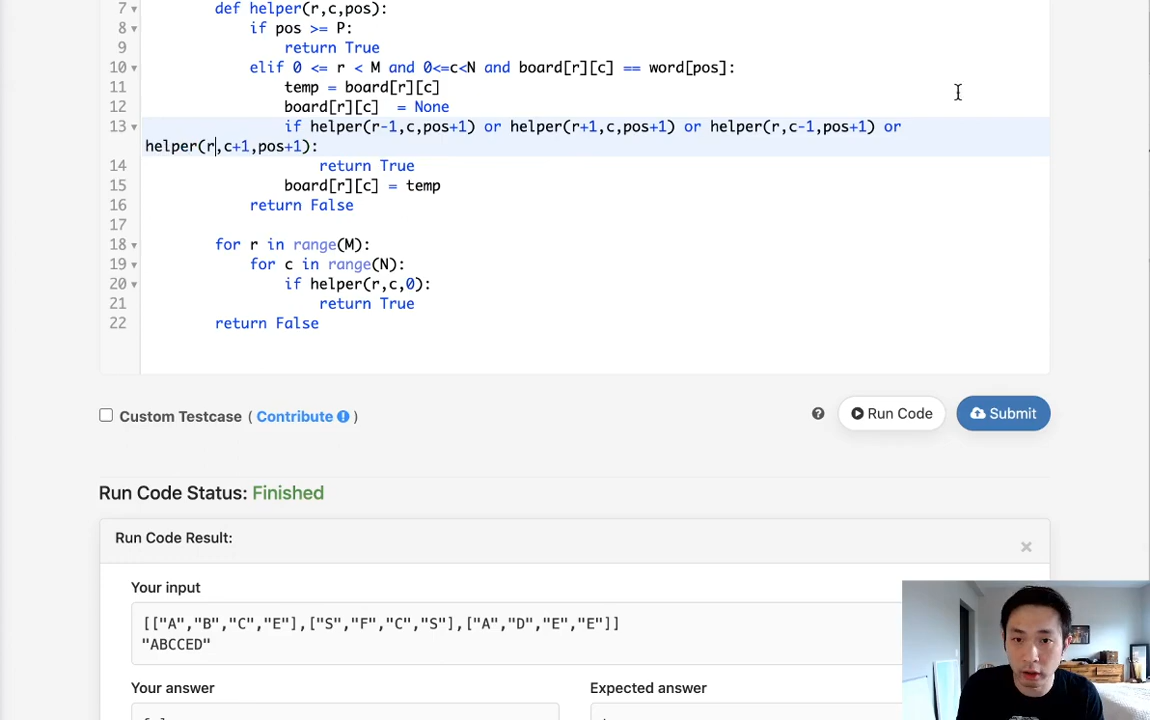 7 def helper(r,c,pos):
8 if pos >= P:
9 return True
10 elif 0 <= r < M and 0<=c<N and board[r][c] == word[pos]:
11 temp = board[r][c]
12 board[r][c]  = None
13 if helper(r-1,c,pos+1) or helper(r+1,c,pos+1) or helper(r,c-1,pos+1) or
helper(r,c+1,pos+1):
14 return True
15 board[r][c] = temp
16 return False
17
18 for r in range(M):
19 for c in range(N):
20 if helper(r,c,0):
21 return True
22 return False
Custom Testcase ( Contribute )
? Run Code Submit
Run Code Status: Finished
Run Code Result: ×
Your input
[["A","B","C","E"],["S","F","C","S"],["A","D","E","E"]]
"ABCCED"
Your answer Expected answer